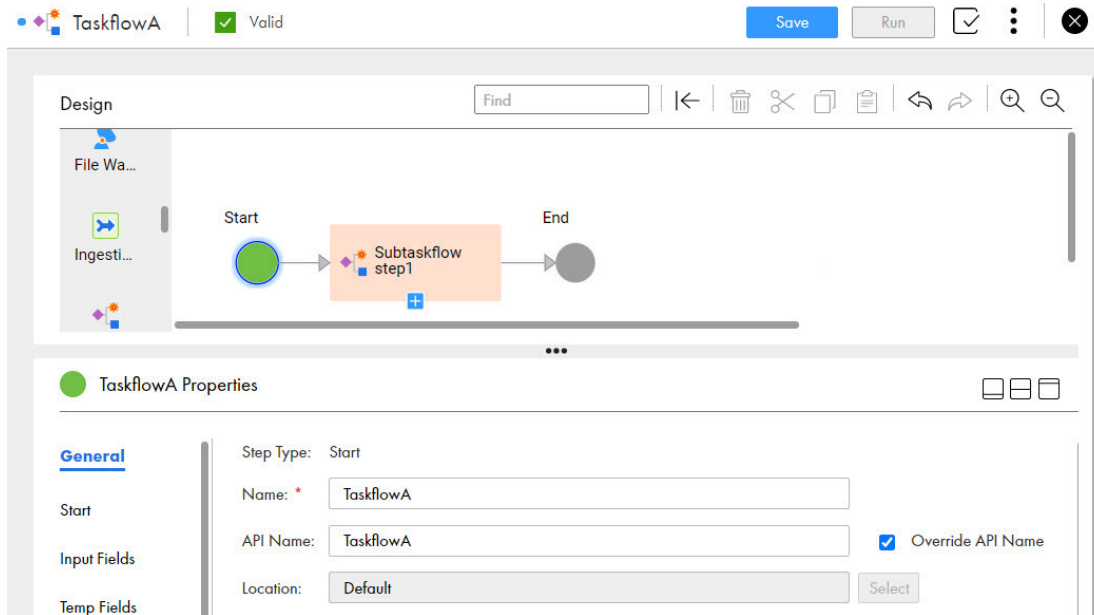 TaskflowA
Valid
Save
Run
Design
Find
File Wa...
Ingesti...
Start
Subtaskflow
step1
End
TaskflowA Properties
General
Start
Input Fields
Temp Fields
Step Type: Start
Name: * TaskflowA
API Name: TaskflowA
Override API Name
Location: Default
Select